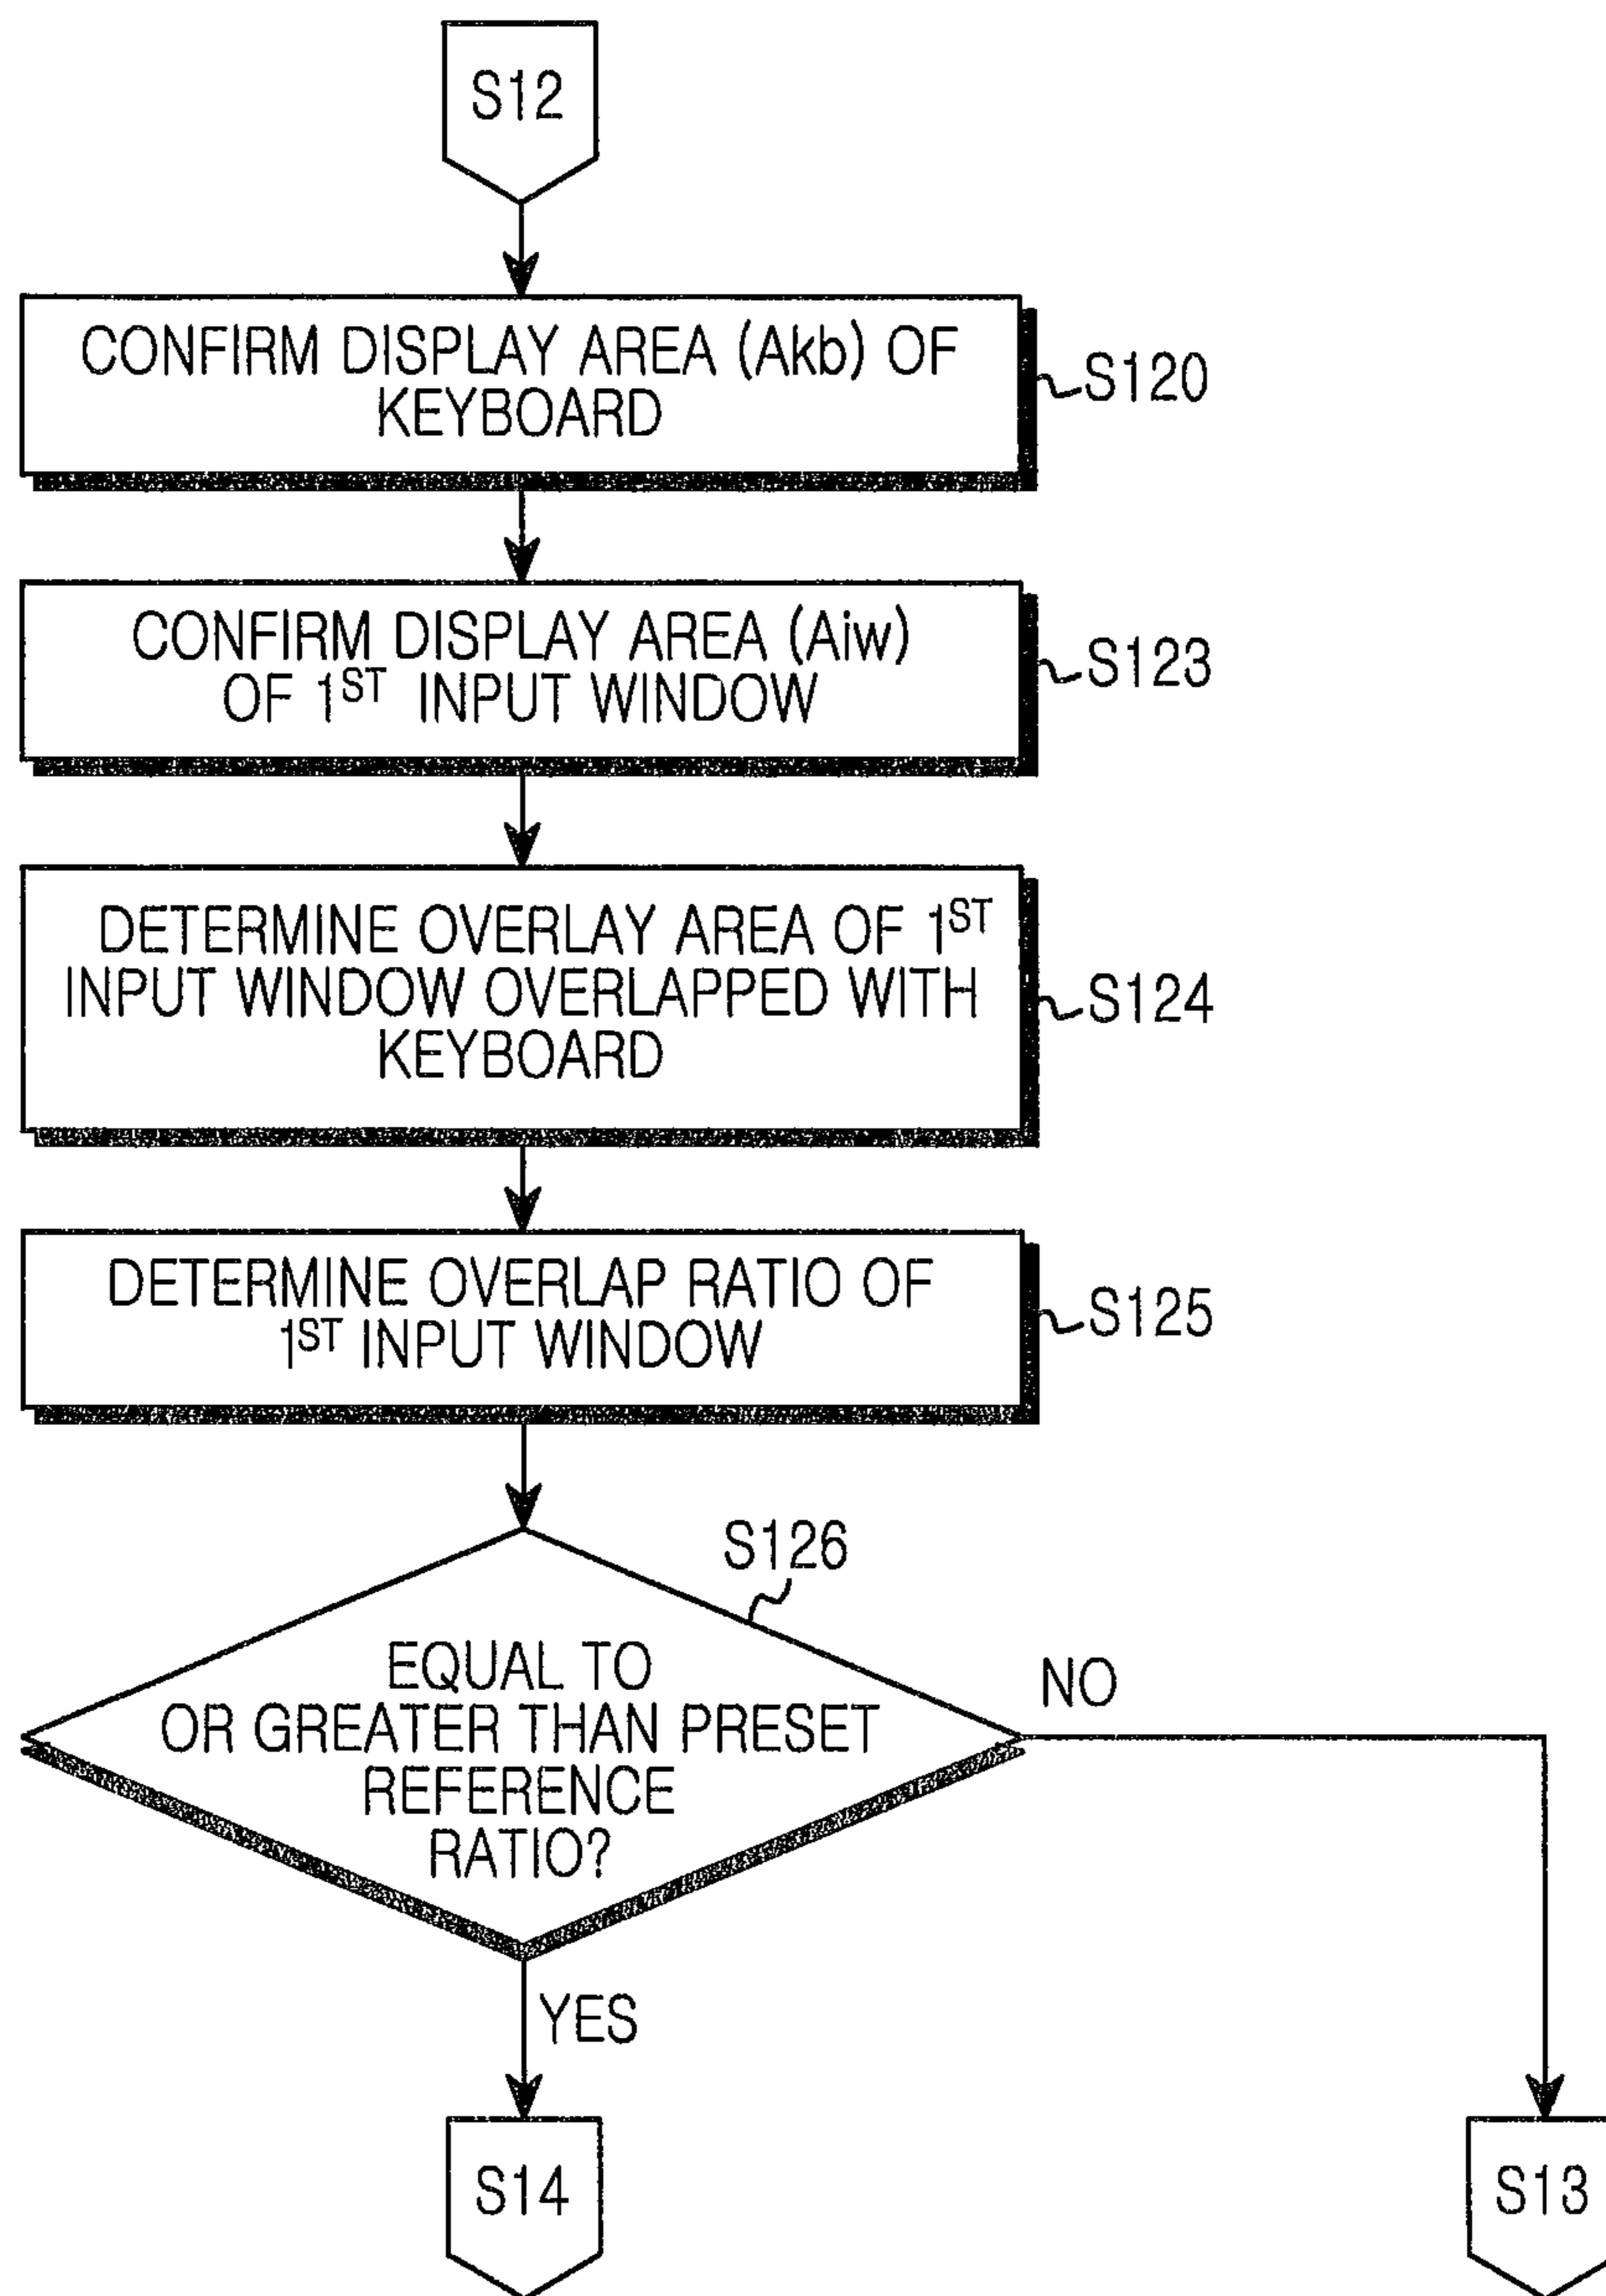 S12
CONFIRM DISPLAY AREA (Akb) OF
KEYBOARD
S120
CONFIRM DISPLAY AREA (Aiw)
OF 1ST INPUT WINDOW
S123
DETERMINE OVERLAY AREA OF 1ST
INPUT WINDOW OVERLAPPED WITH
KEYBOARD
S124
DETERMINE OVERLAP RATIO OF
1ST INPUT WINDOW
S125
S126
EQUAL TO
OR GREATER THAN PRESET
REFERENCE
RATIO?
NO
YES
S14
S13